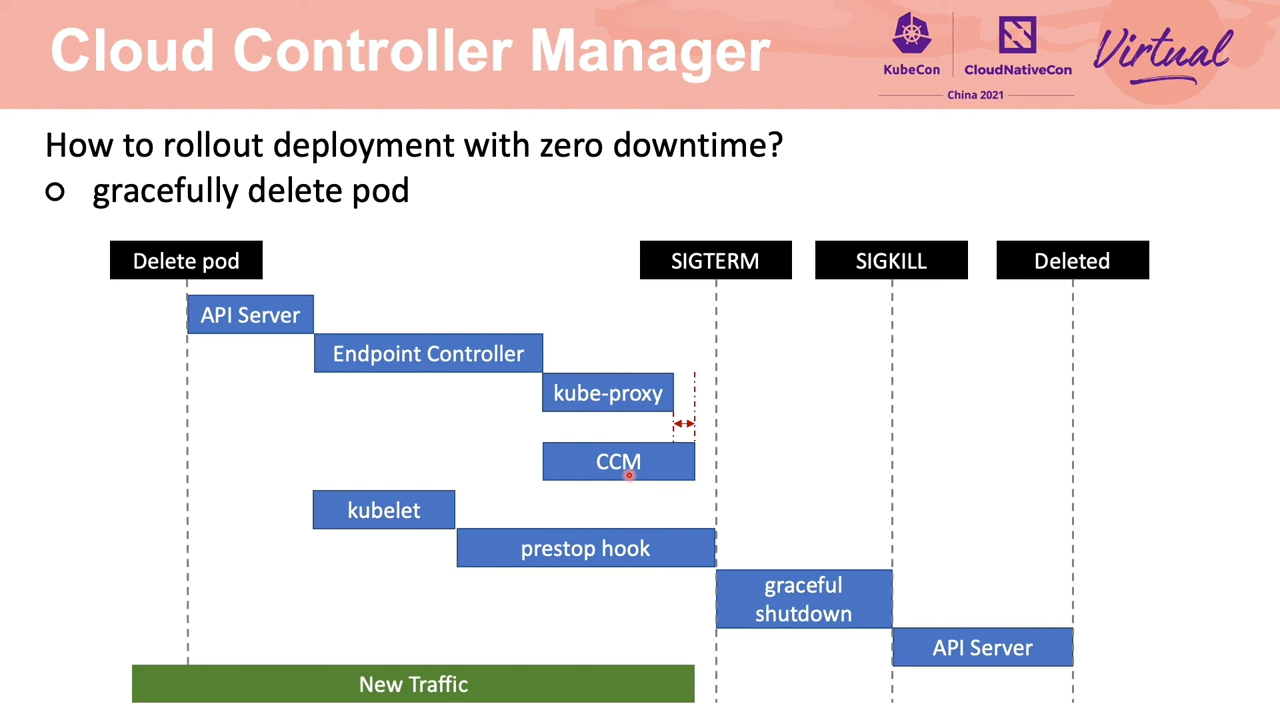 Cloud Controller Manager
KubeCon
CloudNativeCon
China 2021
Virtual
How to rollout deployment with zero downtime?
gracefully delete pod
Delete pod
SIGTERM
SIGKILL
Deleted
API Server
Endpoint Controller
kube-proxy
CCM
kubelet
prestop hook
graceful
shutdown
API Server
New Traffic